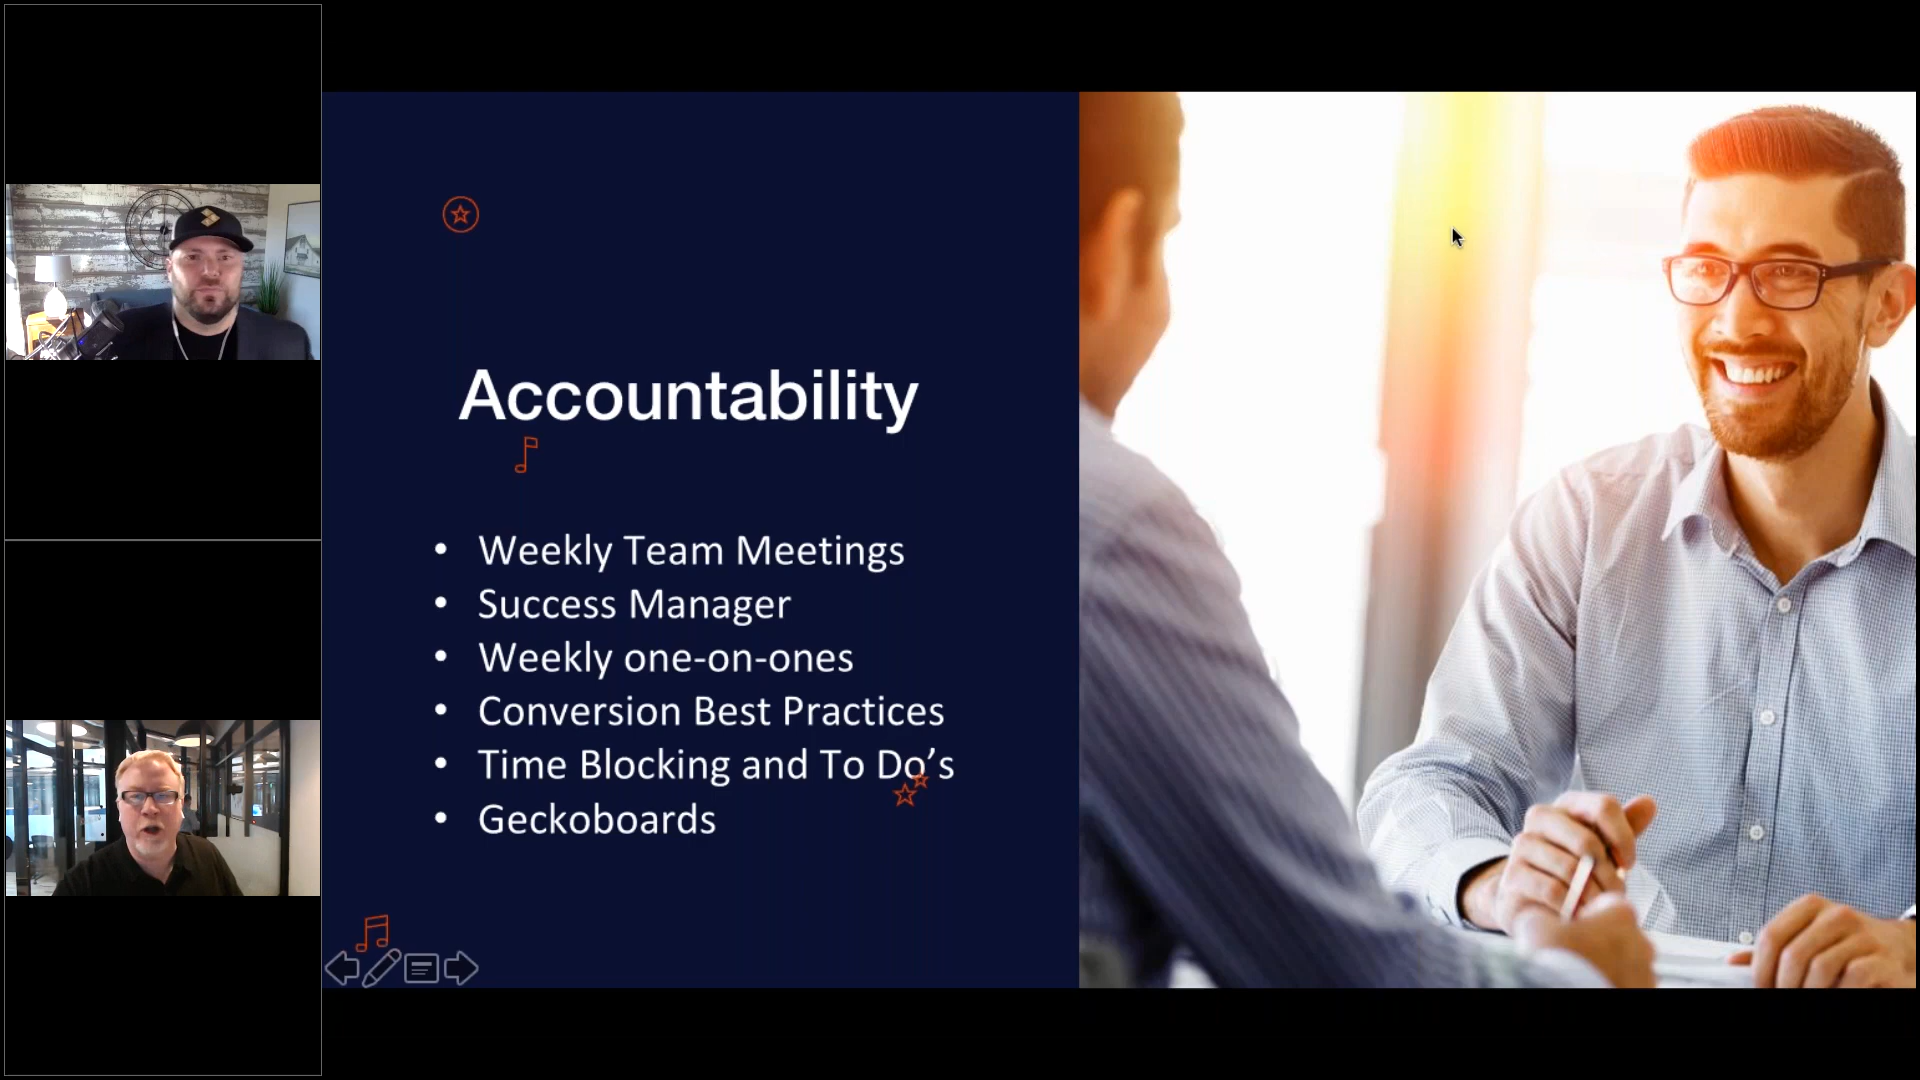 Accountability
• Weekly Team Meetings
• Success Manager
• Weekly one-on-ones
• Conversion Best Practices
• Time Blocking and To Do’s
• Geckoboards